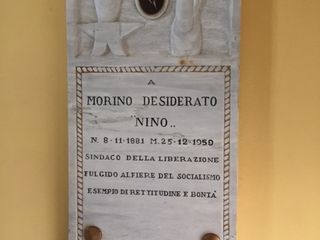 A
MORINO DESIDERATO
"NINO„
N. 8-11-1881 M. 25-12-1950
SINDACO DELLA LIBERAZIONE
FULGIDO ALFIERE DEL SOCIALISMO
ESEMPIO DI RETTITUDINE E BONTÀ